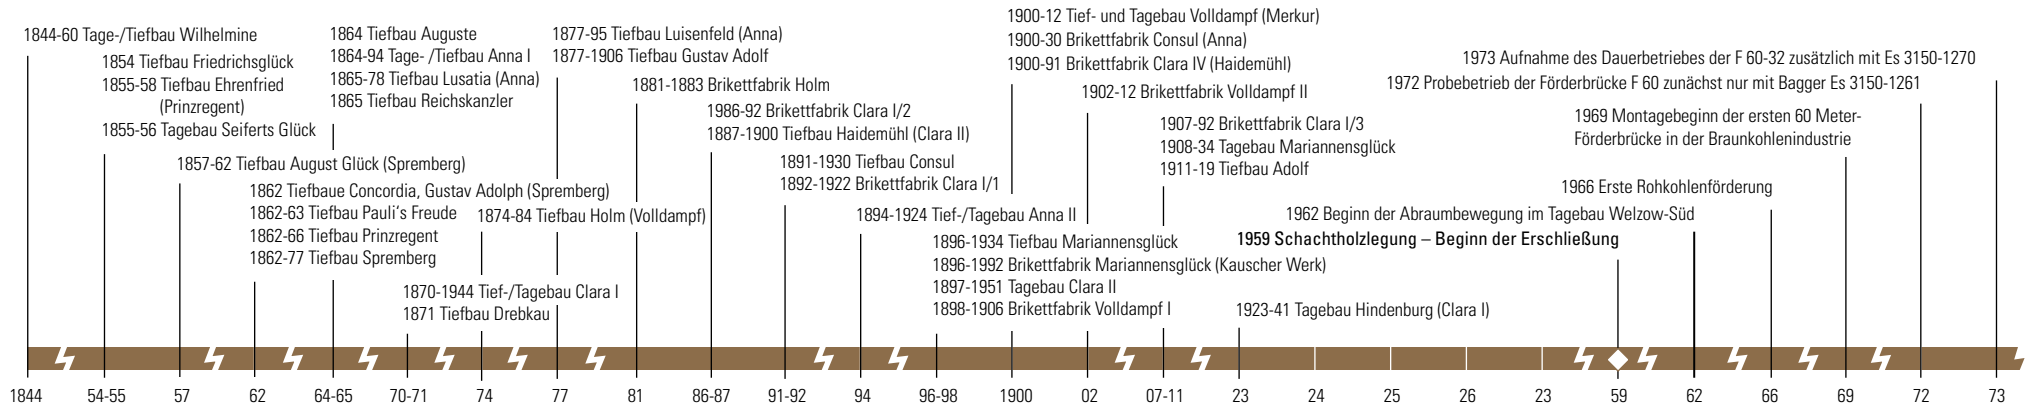 1844-60 Tage-/Tiefbau Wilhelmine
1854 Tiefbau Friedrichsglück
1855-58 Tiefbau Ehrenfried
(Prinzregent)
1855-56 Tagebau Seiferts Glück
1857-62 Tiefbau August Glück (Spremberg)
1862 Tiefbaue Concordia, Gustav Adolph (Spremberg)
1862-63 Tiefbau Pauli's Freude
1862-66 Tiefbau Prinzregent
1862-77 Tiefbau Spremberg
1864 Tiefbau Auguste
1864-94 Tage- /Tiefbau Anna I
1865-78 Tiefbau Lusatia (Anna)
1865 Tiefbau Reichskanzler
1870-1944 Tief-/Tagebau Clara I
1871 Tiefbau Drebkau
1874-84 Tiefbau Holm (Volldampf)
1877-95 Tiefbau Luisenfeld (Anna)
1877-1906 Tiefbau Gustav Adolf
1881-1883 Brikettfabrik Holm
1986-92 Brikettfabrik Clara I/2
1887-1900 Tiefbau Haidemühl (Clara II)
1891-1930 Tiefbau Consul
1892-1922 Brikettfabrik Clara I/1
1894-1924 Tief-/Tagebau Anna II
1896-1934 Tiefbau Mariannensglück
1896-1992 Brikettfabrik Mariannensglück (Kauscher Werk)
1897-1951 Tagebau Clara II
1898-1906 Brikettfabrik Volldampf I
1900-12 Tief- und Tagebau Volldampf (Merkur)
1900-30 Brikettfabrik Consul (Anna)
1900-91 Brikettfabrik Clara IV (Haidemühl)
1902-12 Brikettfabrik Volldampf II
1907-92 Brikettfabrik Clara I/3
1908-34 Tagebau Mariannensglück
1911-19 Tiefbau Adolf
1923-41 Tagebau Hindenburg (Clara I)
1959 Schachtholzlegung – Beginn der Erschließung
1962 Beginn der Abraumbewegung im Tagebau Welzow-Süd
1966 Erste Rohkohlenförderung
1969 Montagebeginn der ersten 60 Meter-
Förderbrücke in der Braunkohlenindustrie
1972 Probebetrieb der Förderbrücke F 60 zunächst nur mit Bagger Es 3150-1261
1973 Aufnahme des Dauerbetriebes der F 60-32 zusätzlich mit Es 3150-1270
1844 54-55 57 62 64-65 70-71 74 77 81 86-87 91-92 94 96-98 1900 02 07-11 23 24 25 26 23 59 62 66 69 72 73